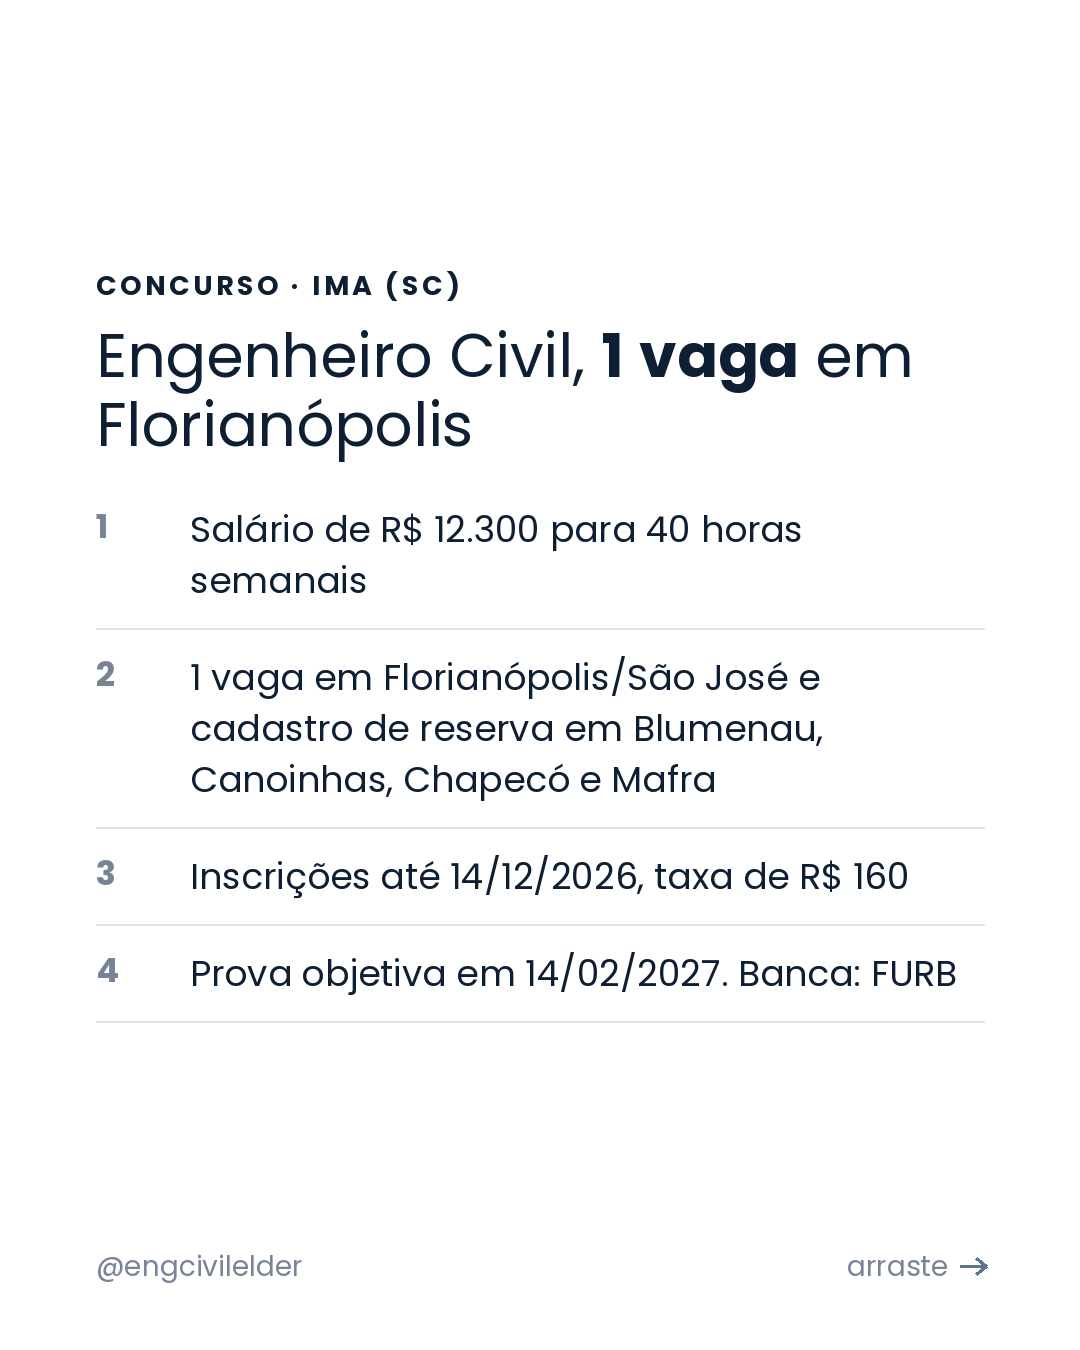 CONCURSO · IMA (SC)
Engenheiro Civil, 1 vaga em
Florianópolis
1 Salário de R$ 12.300 para 40 horas
semanais
2 1 vaga em Florianópolis/São José e
cadastro de reserva em Blumenau,
Canoinhas, Chapecó e Mafra
3 Inscrições até 14/12/2026, taxa de R$ 160
4 Prova objetiva em 14/02/2027. Banca: FURB
@engcivilelder
arraste →